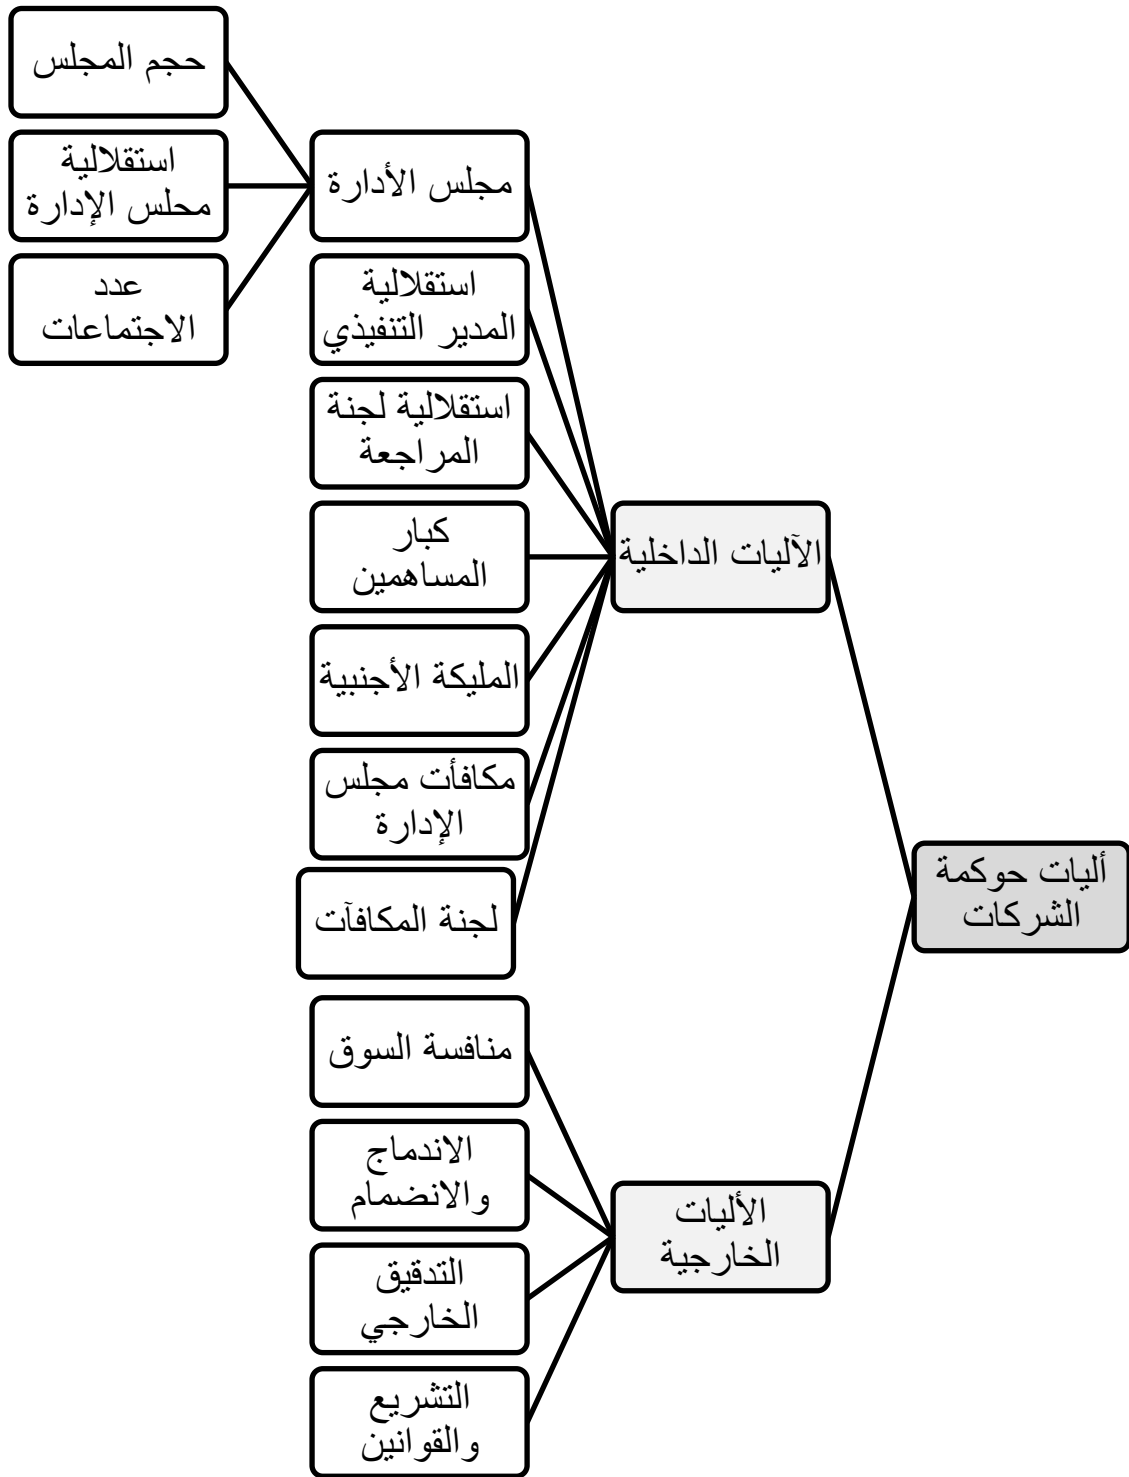 أليات حوكمة
الشركات
الآليات الداخلية
مجلس الأدارة
حجم المجلس
استقلالية
محلس الإدارة
عدد
الاجتماعات
استقلالية
المدير التنفيذي
استقلالية لجنة
المراجعة
كبار
المساهمين
المليكة الأجنبية
مكافأت مجلس
الإدارة
لجنة المكافآت
الأليات
الخارجية
منافسة السوق
الاندماج
والانضمام
التدقيق
الخارجي
التشريع
والقوانين